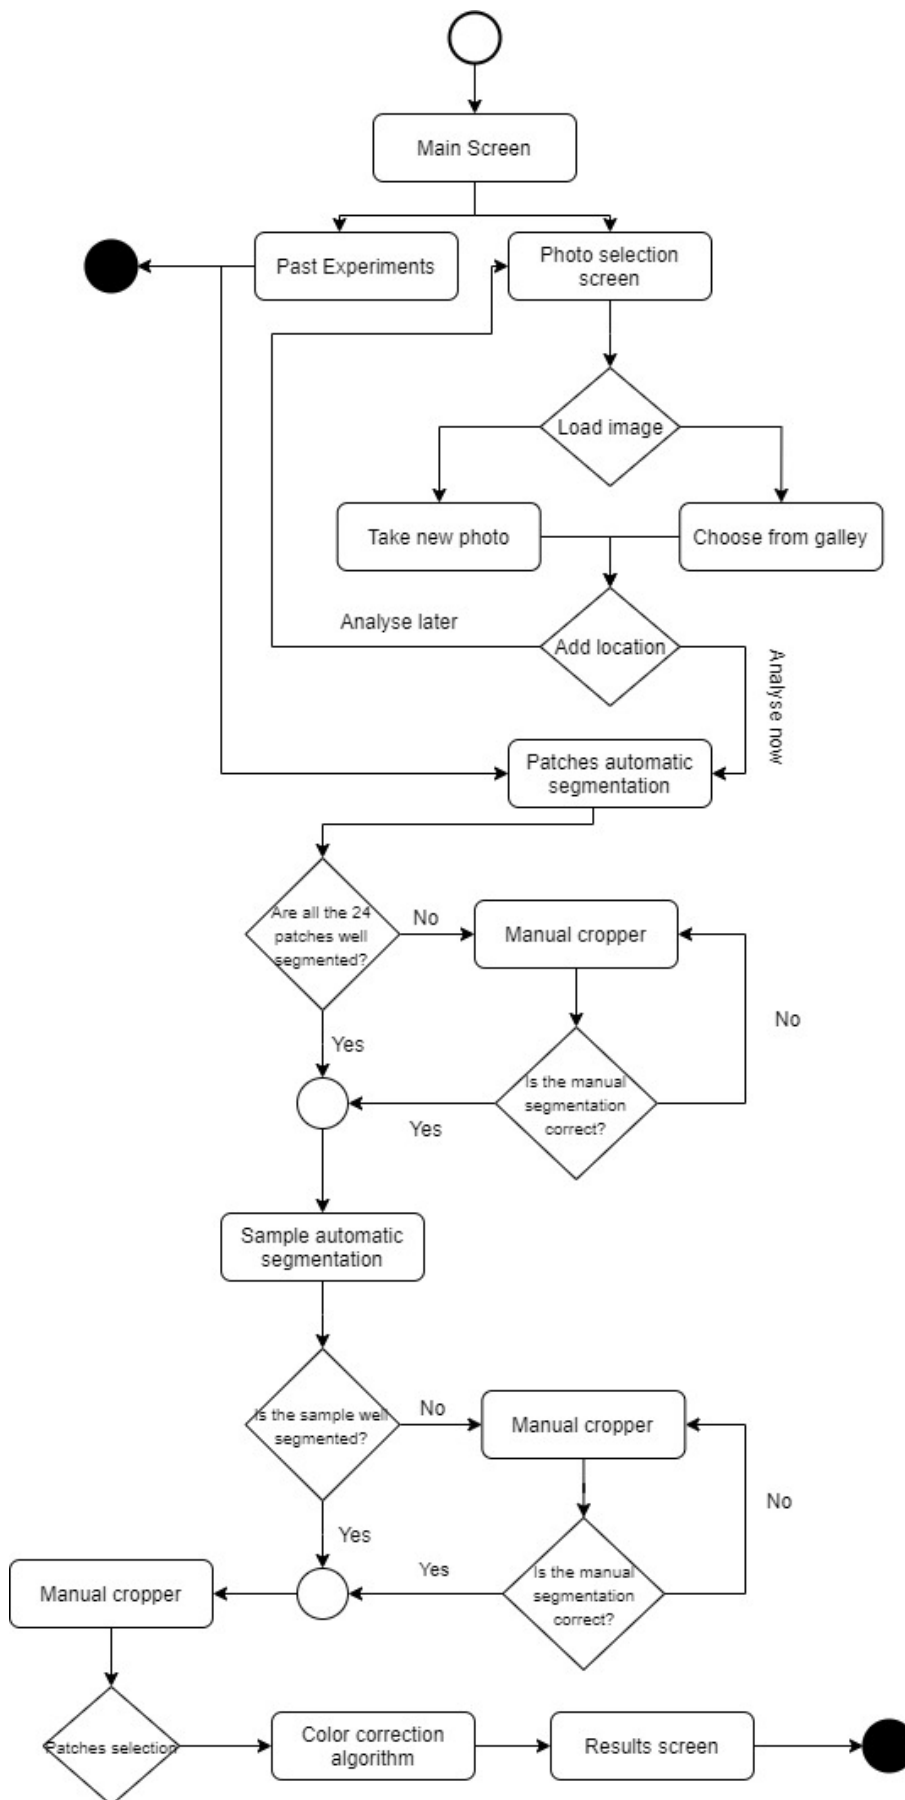 Main Screen
Past Experiments
Photo selection
screen
Load image
Take new photo
Choose from galley
Analyse later
Add location
Analyse now
Patches automatic
segmentation
Are all the 24
patches well
segmented?
No
Manual cropper
No
Yes
Is the manual
segmentation
correct?
Yes
Sample automatic
segmentation
Is the sample well
segmented?
No
Manual cropper
No
Yes
Is the manual
segmentation
correct?
Yes
Manual cropper
Patches selection
Color correction
algorithm
Results screen